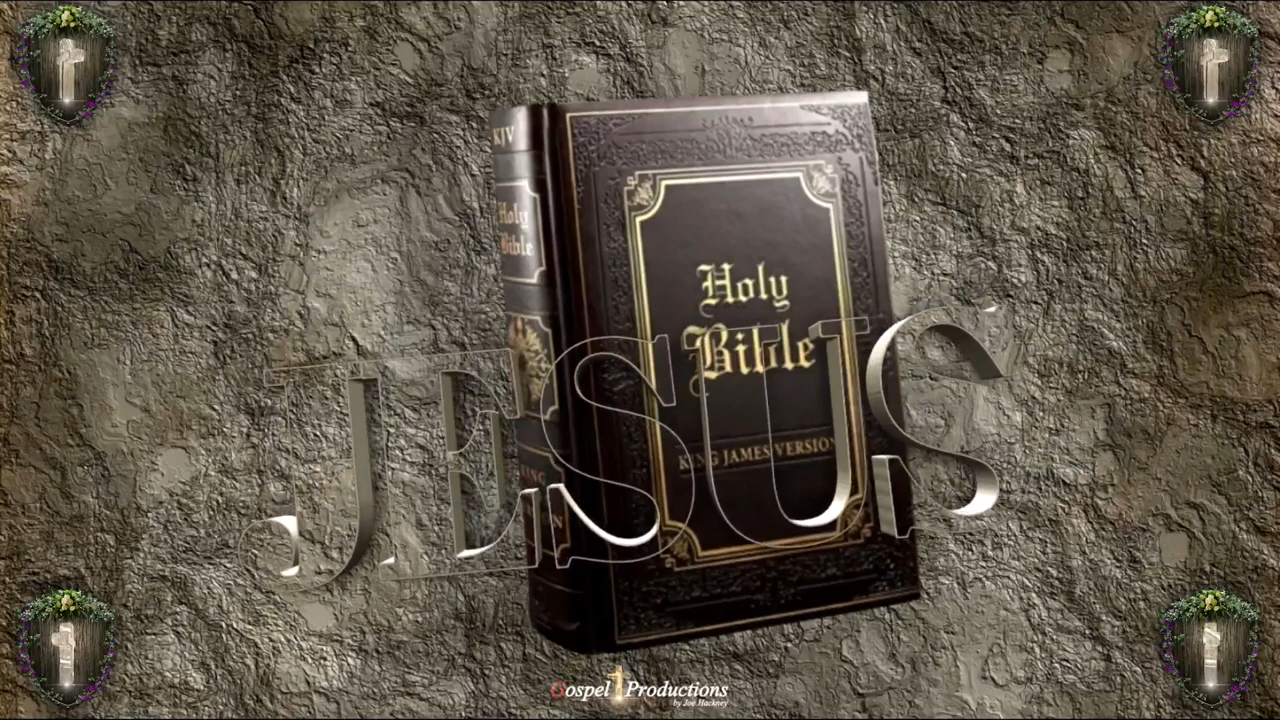 KJV
Holy
Bible
Holy
Bible
KING JAMES VERSION
JESUS
Gospel Productions
by Joe Hackney